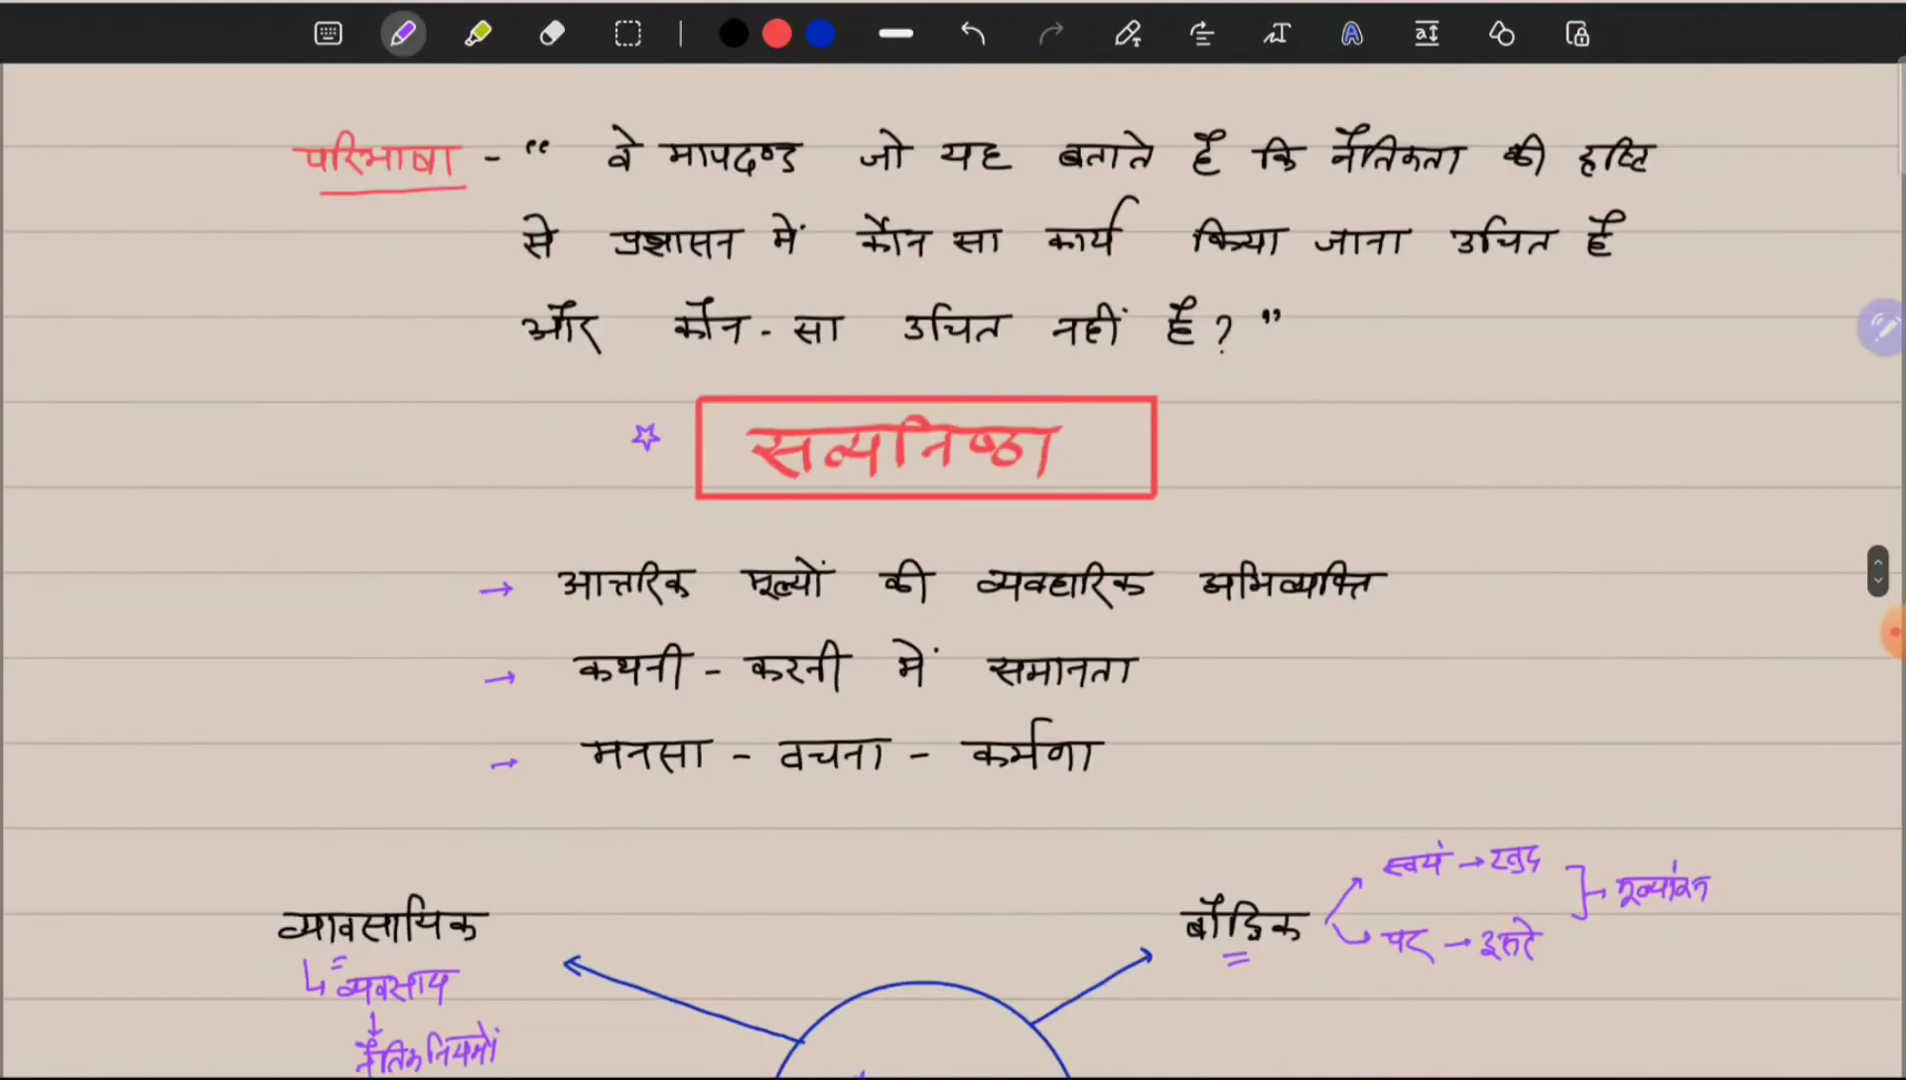 परिभाषा - “ वे मापदण्ड जो यह बताते हैं कि नैतिकता की दृष्टि
से प्रशासन में कौन सा कार्य किया जाना उचित है
और कौन - सा उचित नहीं है ? ”
☆ सत्यनिष्ठा
→ आन्तरिक मूल्यों की व्यवहारिक अभिव्यक्ति
→ कथनी - करनी में समानता
→ मनसा - वचना - कर्मणा
व्यावसायिक
↳ व्यवसाय
↓
नैतिक नियमों
बौद्धिक
स्वयं → खुद
पर → दूसरे
} → मूल्यांकन